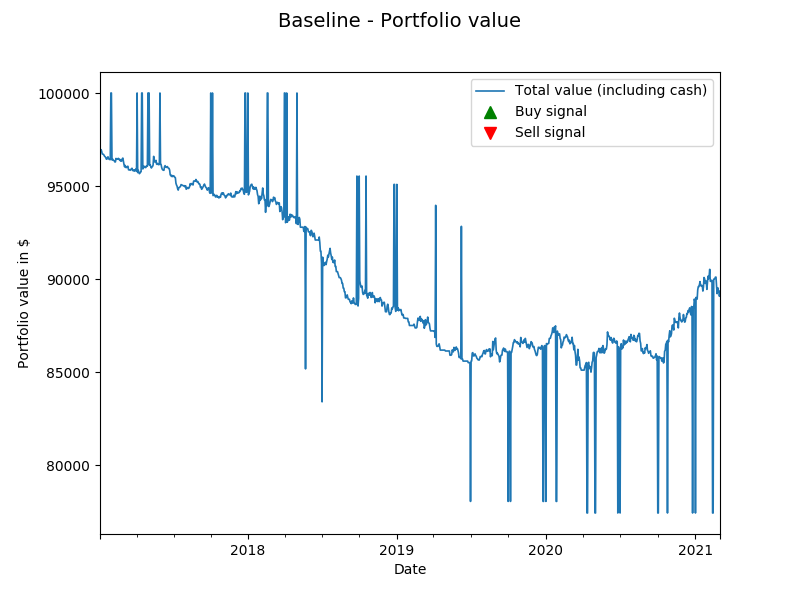 Baseline - Portfolio value
Total value (including cash)
Buy signal
Sell signal
Portfolio value in $
100000
95000
90000
85000
80000
2018
2019
2020
2021
Date